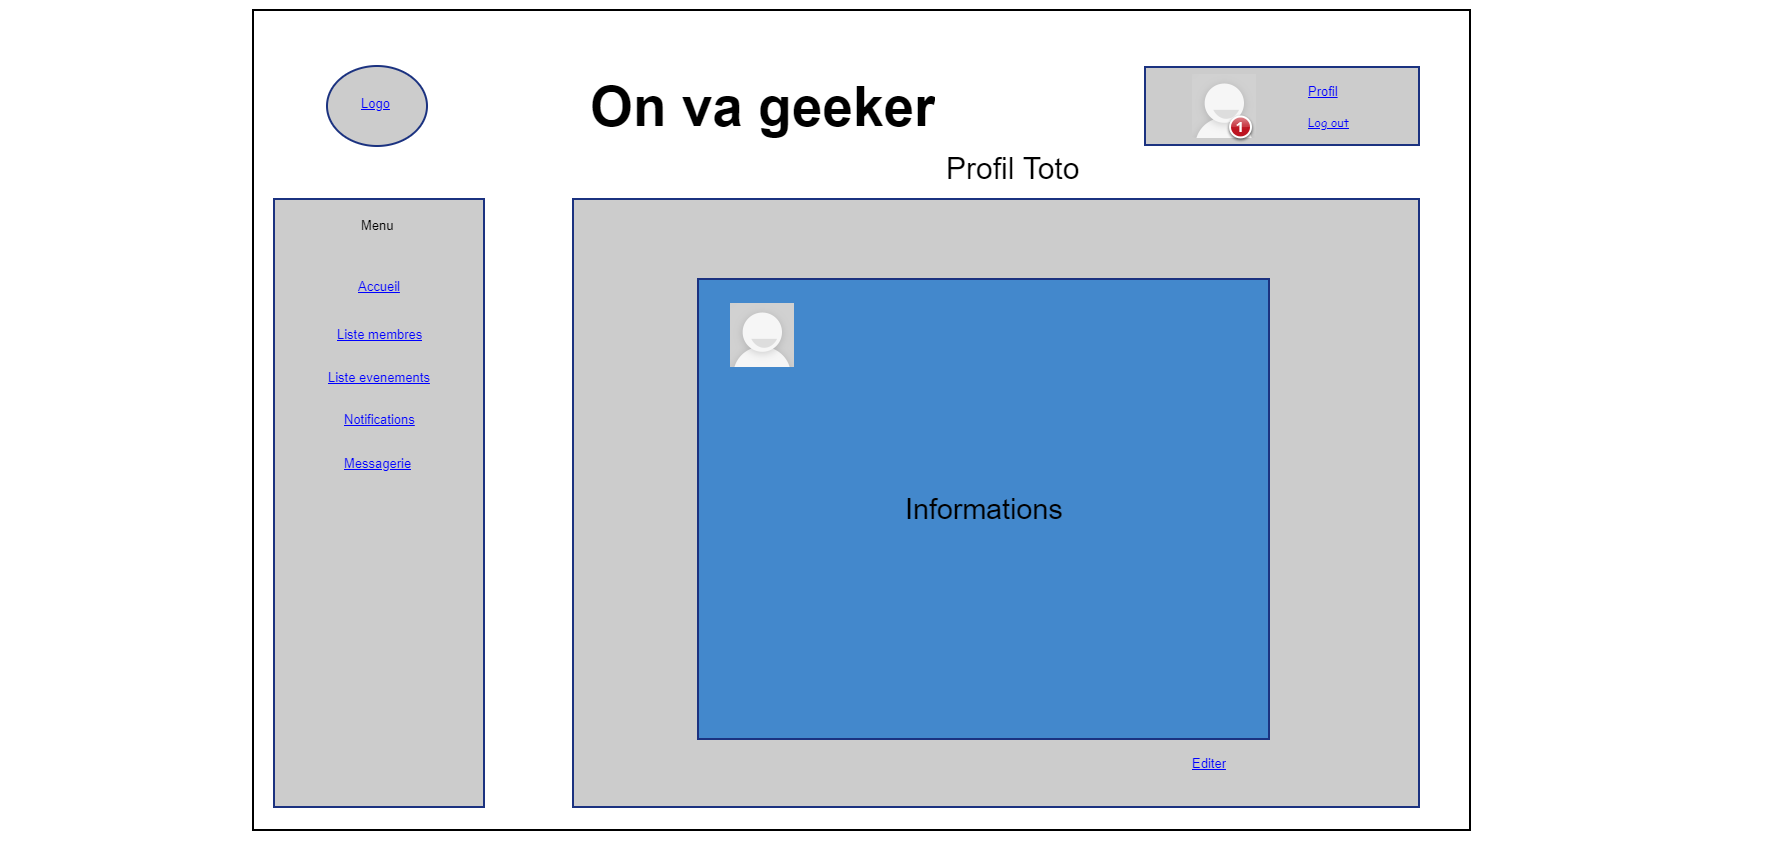 Logo
On va geeker
1
Profil
Log out
Profil Toto
Menu
Accueil
Liste membres
Liste evenements
Notifications
Messagerie
Informations
Editer